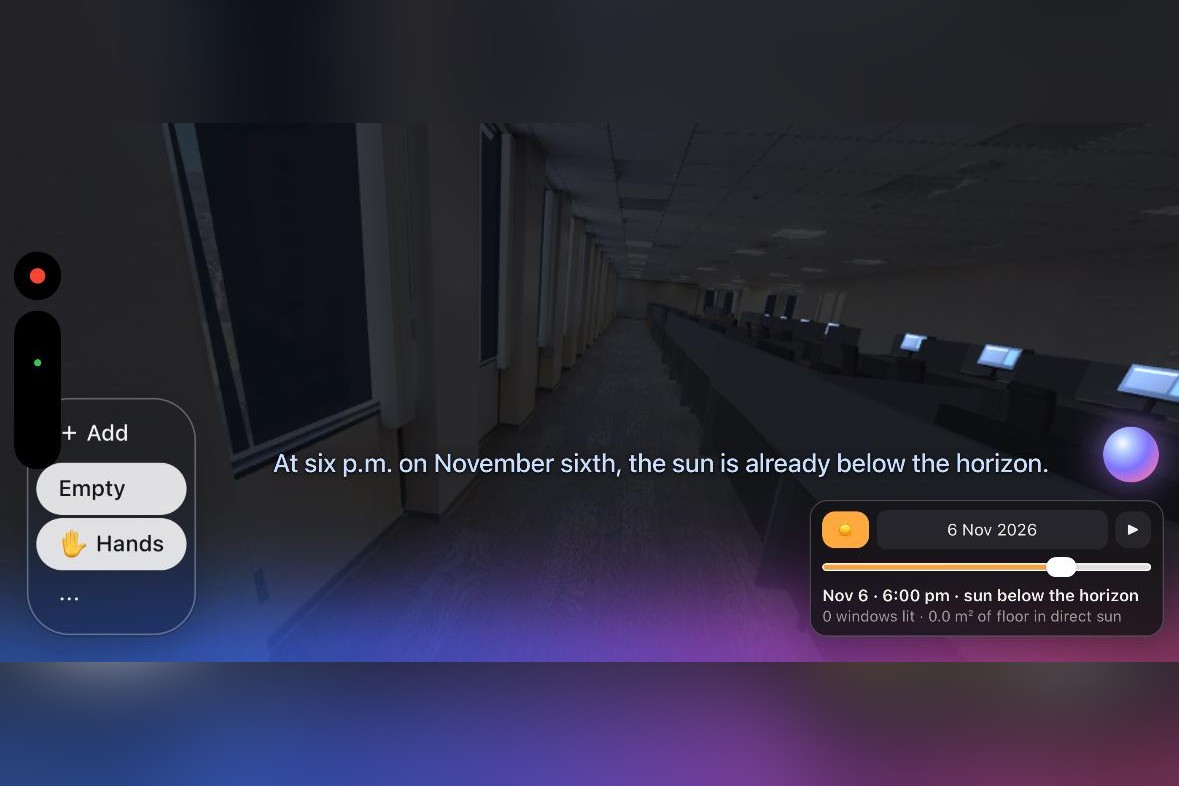 + Add
Empty
✋ Hands
...
At six p.m. on November sixth, the sun is already below the horizon.
6 Nov 2026
Nov 6 · 6:00 pm · sun below the horizon
0 windows lit · 0.0 m² of floor in direct sun